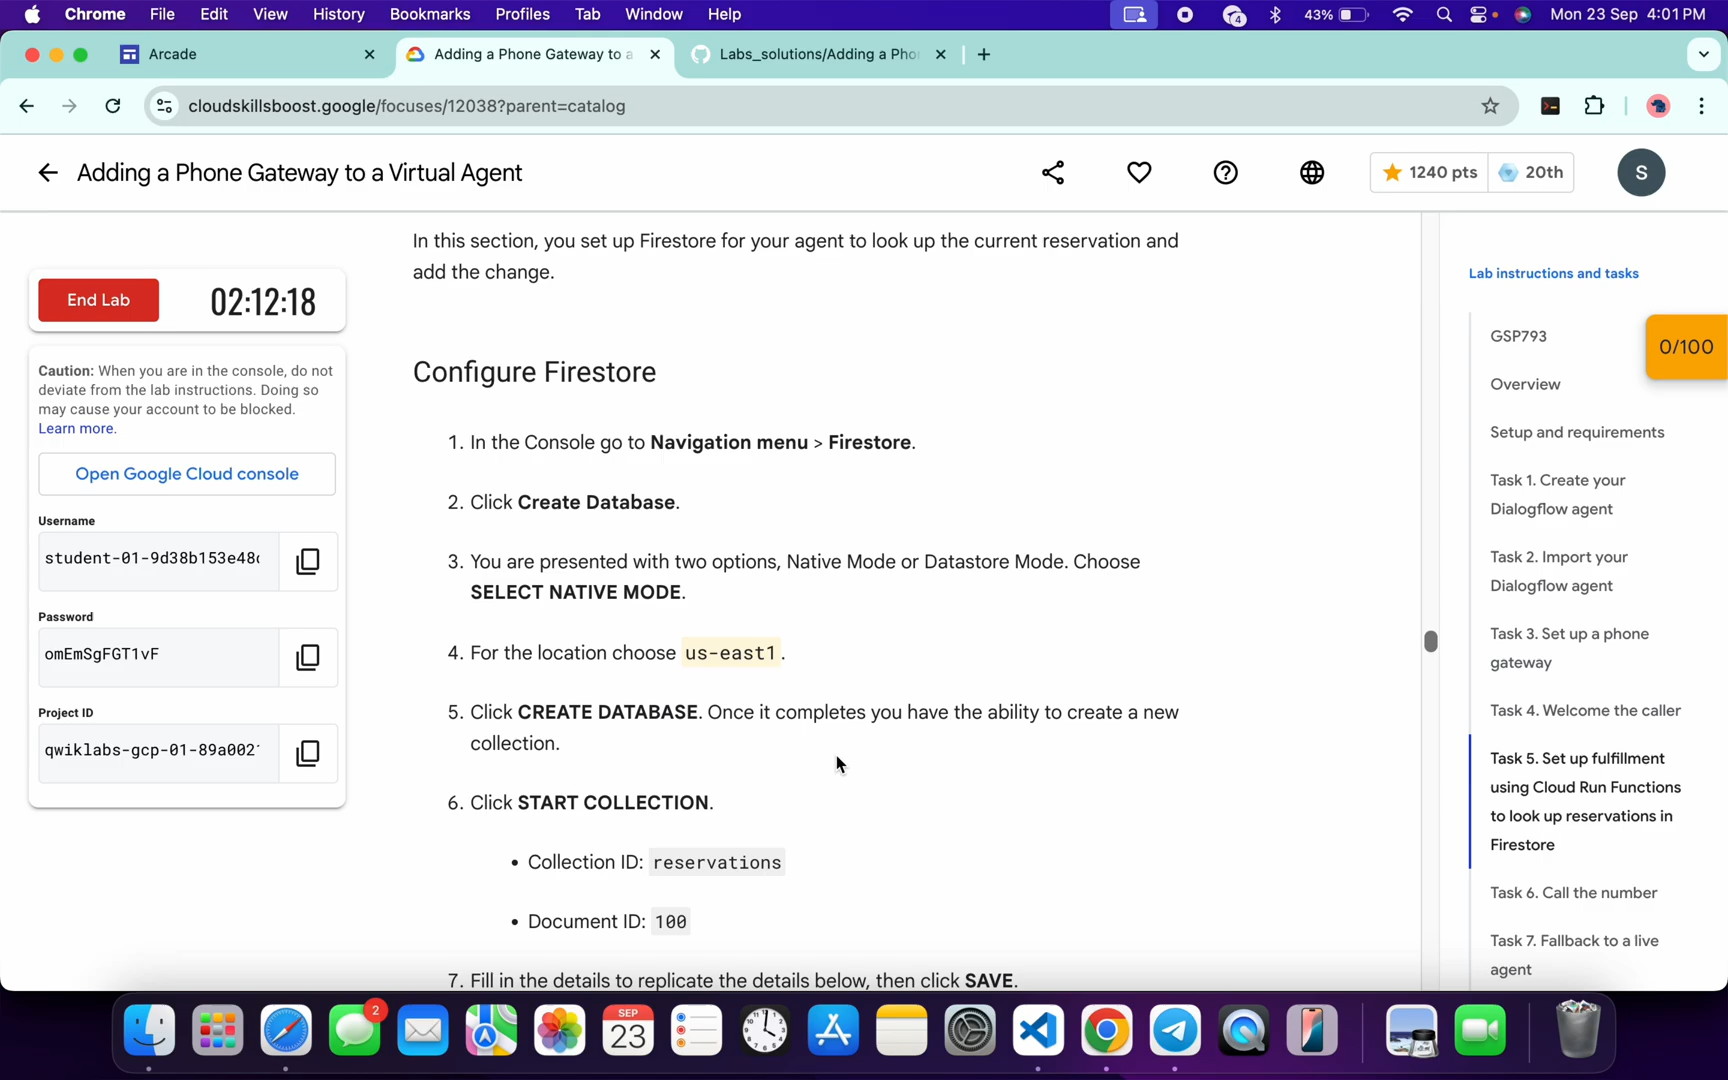 Chrome File Edit View History Bookmarks Profiles Tab Window Help 4 43% Mon 23 Sep 4:01 PM
Arcade Adding a Phone Gateway to a Labs_solutions/Adding a Pho
cloudskillsboost.google/focuses/12038?parent=catalog
Adding a Phone Gateway to a Virtual Agent 1240 pts 20th S
End Lab 02:12:18
Caution: When you are in the console, do not
deviate from the lab instructions. Doing so
may cause your account to be blocked.
Learn more.
Open Google Cloud console
Username
student-01-9d38b153e48
Password
omEmSgFGT1vF
Project ID
qwiklabs-gcp-01-89a002
In this section, you set up Firestore for your agent to look up the current reservation and
add the change.
Configure Firestore
1. In the Console go to Navigation menu > Firestore.
2. Click Create Database.
3. You are presented with two options, Native Mode or Datastore Mode. Choose
SELECT NATIVE MODE.
4. For the location choose us-east1.
5. Click CREATE DATABASE. Once it completes you have the ability to create a new
collection.
6. Click START COLLECTION.
• Collection ID: reservations
• Document ID: 100
7. Fill in the details to replicate the details below, then click SAVE.
Lab instructions and tasks
GSP793
0/100
Overview
Setup and requirements
Task 1. Create your
Dialogflow agent
Task 2. Import your
Dialogflow agent
Task 3. Set up a phone
gateway
Task 4. Welcome the caller
Task 5. Set up fulfillment
using Cloud Run Functions
to look up reservations in
Firestore
Task 6. Call the number
Task 7. Fallback to a live
agent
2
SEP
23